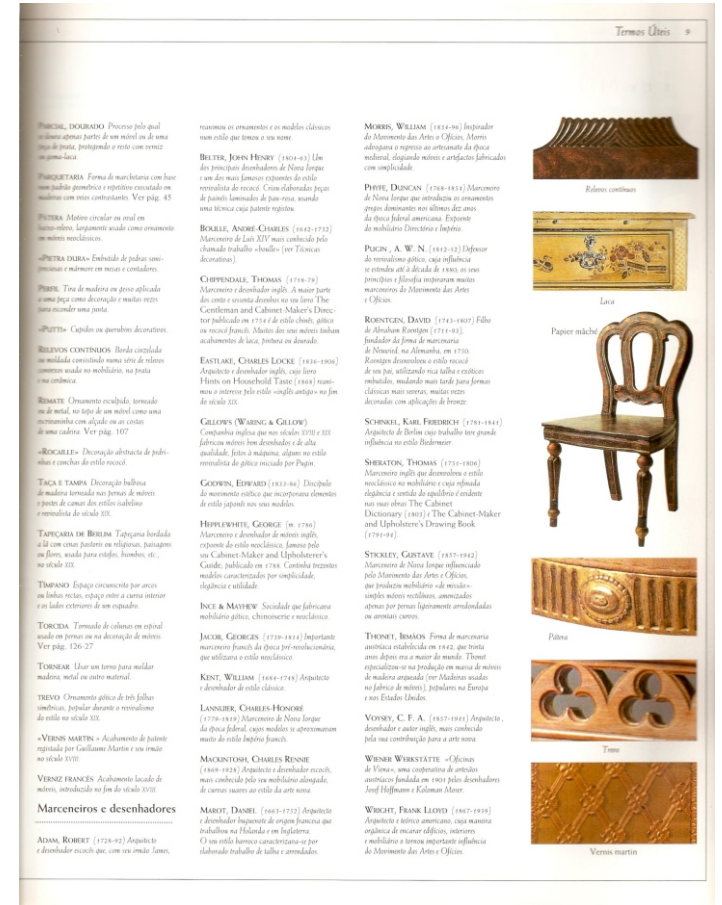 Termos Úteis 9
PARCIAL, DOURADO Processo pelo qual
se doura apenas partes de um móvel ou de uma
peça de prata, protegendo o resto com verniz
ou goma-laca.
PARQUETARIA Forma de marchetaria com base
num padrão geométrico e repetitivo executado em
madeiras com veios contrastantes. Ver pág. 45
PÁTERA Motivo circular ou oval em
baixo-relevo, largamente usado como ornamento
em móveis neoclássicos.
«PIETRA DURA» Embutido de pedras semi-
preciosas e mármore em mesas e contadores.
PERFIL Tira de madeira ou gesso aplicada
a uma peça como decoração e muitas vezes
para esconder uma junta.
«PUTTI» Cupidos ou querubins decorativos.
RELEVOS CONTÍNUOS Borda cinzelada
ou moldada consistindo numa série de relevos
convexos usada no mobiliário, na prata
e na cerâmica.
REMATE Ornamento esculpido, torneado
ou de metal, no topo de um móvel como uma
escrivaninha com alçado ou as costas
de uma cadeira. Ver pág. 107
«ROCAILLE» Decoração abstracta de pedri-
nhas e conchas do estilo rococó.
TAÇA E TAMPA Decoração bulbosa
de madeira torneada nas pernas de móveis
e postes de camas dos estilos isabelino
e revivalista do século XIX.
TAPEÇARIA DE BERLIM Tapeçaria bordada
a lã com cenas pastoris ou religiosas, paisagens
ou flores, usada para estofos, biombos, etc.,
no século XIX.
TÍMPANO Espaço circunscrito por arcos
ou linhas rectas, espaço entre a curva interior
e os lados exteriores de um esquadro.
TORCIDA Torneado de colunas em espiral
usado em pernas ou na decoração de móveis.
Ver pág. 126-27
TORNEAR Usar um torno para moldar
madeira, metal ou outro material.
TREVO Ornamento gótico de três folhas
simétricas, popular durante o revivalismo
do estilo no século XIX.
«VERNIS MARTIN» Acabamento de patente
registada por Guillaume Martin e seu irmão
no século XVIII.
VERNIZ FRANCÊS Acabamento lacado de
móveis, introduzido no fim do século XVIII.
Marceneiros e desenhadores
ADAM, ROBERT (1728-92) Arquitecto
e desenhador escocês que, com seu irmão James,
reanimou os ornamentos e os modelos clássicos
num estilo que tomou o seu nome.
BELTER, JOHN HENRY (1804-63) Um
dos principais desenhadores de Nova Iorque
e um dos mais famosos expoentes do estilo
revivalista do rococó. Criou elaboradas peças
de painéis laminados de pau-rosa, usando
uma técnica cuja patente registou.
BOULLE, ANDRÉ-CHARLES (1642-1732)
Marceneiro de Luís XIV mais conhecido pelo
chamado trabalho «boulle» (ver Técnicas
decorativas).
CHIPPENDALE, THOMAS (1718-79)
Marceneiro e desenhador inglês. A maior parte
dos cento e sessenta desenhos no seu livro The
Gentleman and Cabinet-Maker's Direc-
tor publicado em 1754 é de estilo chinês, gótico
ou rococó francês. Muitos dos seus móveis tinham
acabamentos de laca, pintura ou dourado.
EASTLAKE, CHARLES LOCKE (1836-1906)
Arquitecto e desenhador inglês, cujo livro
Hints on Household Taste (1868) reani-
mou o interesse pelo estilo «inglês antigo» no fim
do século XIX.
GILLOWS (WARING & GILLOW)
Companhia inglesa que nos séculos XVIII e XIX
fabricou móveis bem desenhados e de alta
qualidade, feitos à máquina, alguns no estilo
revivalista do gótico iniciado por Pugin.
GODWIN, EDWARD (1833-86) Discípulo
do movimento estético que incorporava elementos
de estilo japonês nos seus modelos.
HEPPLEWHITE, GEORGE (m. 1786)
Marceneiro e desenhador de móveis inglês,
expoente do estilo neoclássico, famoso pelo
seu Cabinet-Maker and Upholsterer's
Guide, publicado em 1788. Continha trezentos
modelos caracterizados por simplicidade,
elegância e utilidade.
INCE & MAYHEW Sociedade que fabricava
mobiliário gótico, chinoiserie e neoclássico.
JACOB, GEORGES (1739-1814) Importante
marceneiro francês da época pré-revolucionária,
que utilizara o estilo neoclássico.
KENT, WILLIAM (1684-1748) Arquitecto
e desenhador de estilo clássico.
LANNUIER, CHARLES-HONORÉ
(1779-1819) Marceneiro de Nova Iorque
da época federal, cujos modelos se aproximavam
muito do estilo Império francês.
MACKINTOSH, CHARLES RENNIE
(1869-1928) Arquitecto e desenhador escocês,
mais conhecido pelo seu mobiliário alongado,
de curvas suaves ao estilo da arte nova.
MAROT, DANIEL (1663-1752) Arquitecto
e desenhador huguenote de origem francesa que
trabalhou na Holanda e em Inglaterra.
O seu estilo barroco caracterizava-se por
elaborado trabalho de talha e arrendados.
MORRIS, WILLIAM (1834-96) Inspirador
do Movimento das Artes e Ofícios, Morris
advogava o regresso ao artesanato da época
medieval, elogiando móveis e artefactos fabricados
com simplicidade.
PHYFE, DUNCAN (1768-1854) Marceneiro
de Nova Iorque que introduziu os ornamentos
gregos dominantes nos últimos dez anos
da época federal americana. Expoente
do mobiliário Directório e Império.
PUGIN, A. W. N. (1812-52) Defensor
do revivalismo gótico, cuja influência
se estendeu até à década de 1880, os seus
princípios e filosofia inspiraram muitos
marceneiros do Movimento das Artes
e Ofícios.
ROENTGEN, DAVID (1743-1807) Filho
de Abraham Roentgen (1711-93),
fundador da firma de marcenaria
de Neuwied, na Alemanha, em 1750.
Roentgen desenvolveu o estilo rococó
de seu pai, utilizando rica talha e exóticos
embutidos, mudando mais tarde para formas
clássicas mais severas, muitas vezes
decoradas com aplicações de bronze.
SCHINKEL, KARL FRIEDRICH (1781-1841)
Arquitecto de Berlim cujo trabalho teve grande
influência no estilo Biedermeier.
SHERATON, THOMAS (1751-1806)
Marceneiro inglês que desenvolveu o estilo
neoclássico no mobiliário e cuja refinada
elegância e sentido do equilíbrio é evidente
nas suas obras The Cabinet
Dictionary (1803) e The Cabinet-Maker
and Upholstere's Drawing Book
(1791-94).
STICKLEY, GUSTAVE (1857-1942)
Marceneiro de Nova Iorque influenciado
pelo Movimento das Artes e Ofícios,
que produziu mobiliário «de missão»:
simples móveis rectilíneos, amenizados
apenas por pernas ligeiramente arredondadas
ou aventais curvos.
THONET, IRMÃOS Firma de marcenaria
austríaca estabelecida em 1842, que trinta
anos depois era a maior do mundo. Thonet
especializou-se na produção em massa de móveis
de madeira arqueada (ver Madeiras usadas
no fabrico de móveis), populares na Europa
e nos Estados Unidos.
VOYSEY, C. F. A. (1857-1941) Arquitecto,
desenhador e autor inglês, mais conhecido
pela sua contribuição para a arte nova.
WIENER WERKSTÄTTE «Oficinas
de Viena», uma cooperativa de artesãos
austríacos fundada em 1903 pelos desenhadores
Josef Hoffmann e Koloman Moser.
WRIGHT, FRANK LLOYD (1867-1959)
Arquitecto e teórico americano, cuja maneira
orgânica de encarar edifícios, interiores
e mobiliário o tornou importante influência
do Movimento das Artes e Ofícios.
Relevos contínuos
Laca
Papier mâché
Pátera
Trevo
Vernis martin